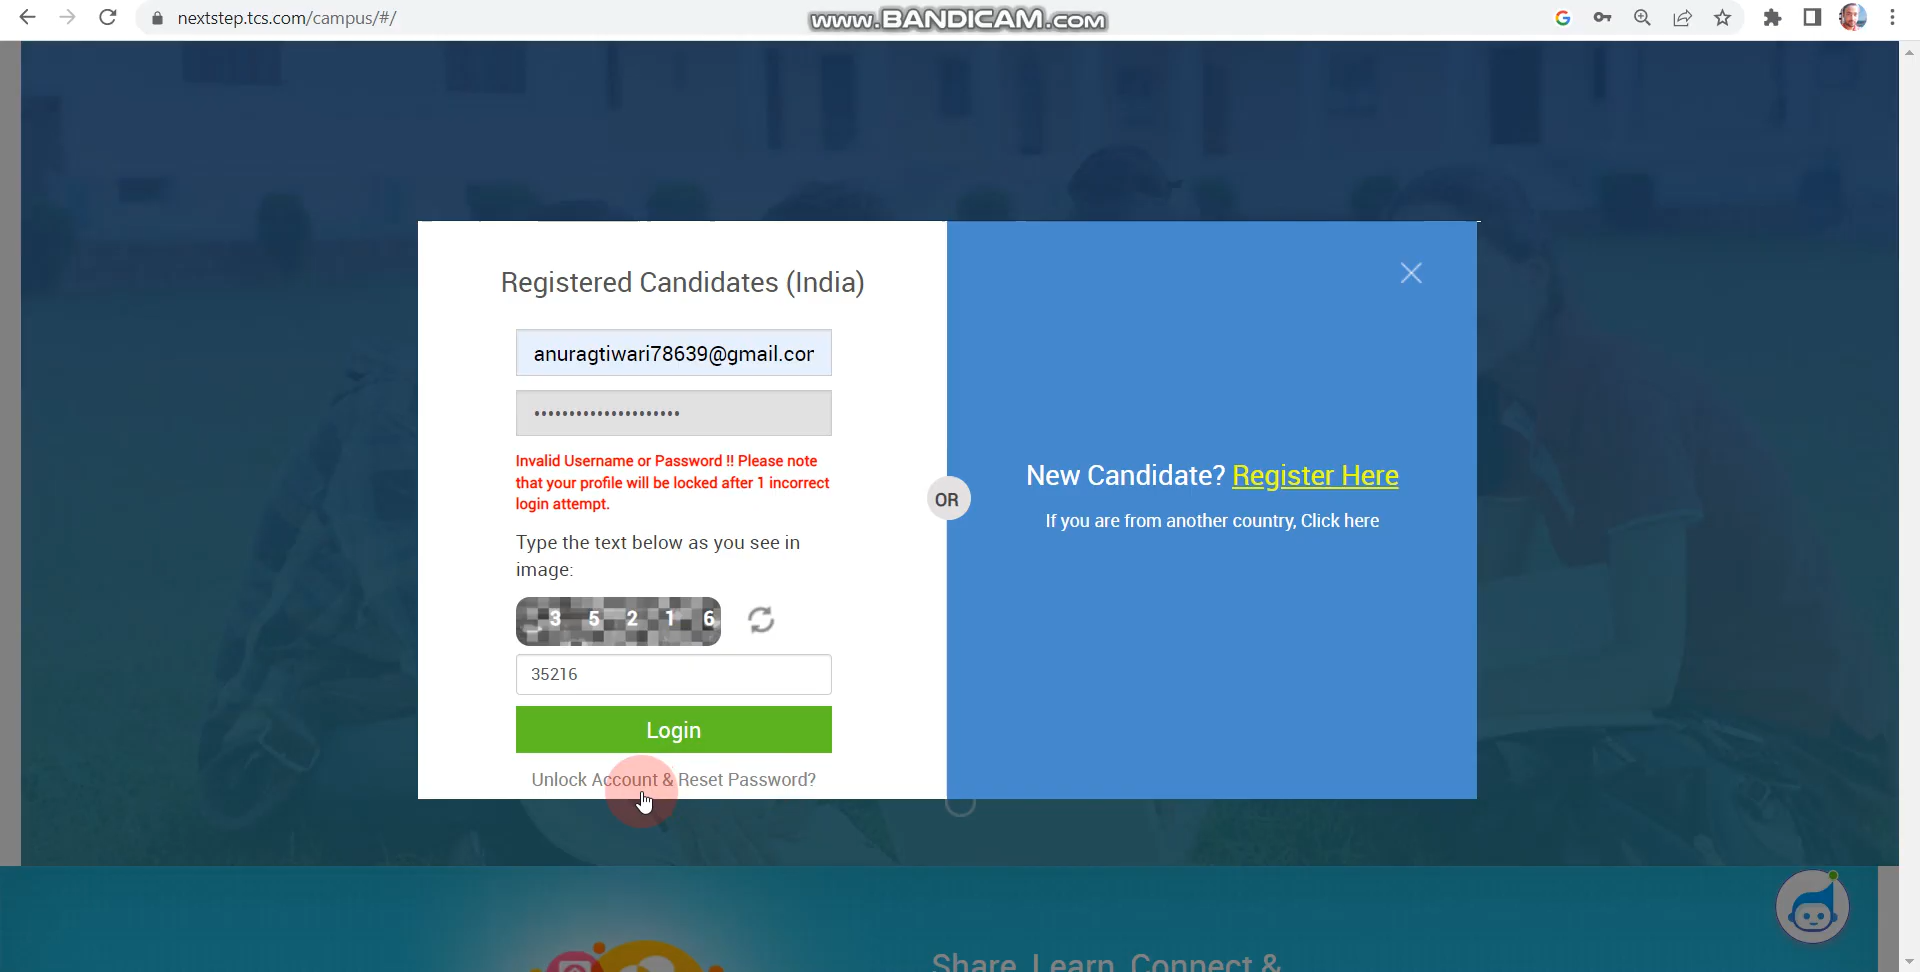 nextstep.tcs.com/campus/#/
www.BANDICAM.com
Registered Candidates (India)
anuragtiwari78639@gmail.cor
•••••••••••••••••••••
Invalid Username or Password !! Please note
that your profile will be locked after 1 incorrect
login attempt.
Type the text below as you see in
image:
3 5 2 1 6
35216
Login
Unlock Account & Reset Password?
OR
New Candidate? Register Here
If you are from another country, Click here
Share, Learn, Connect &